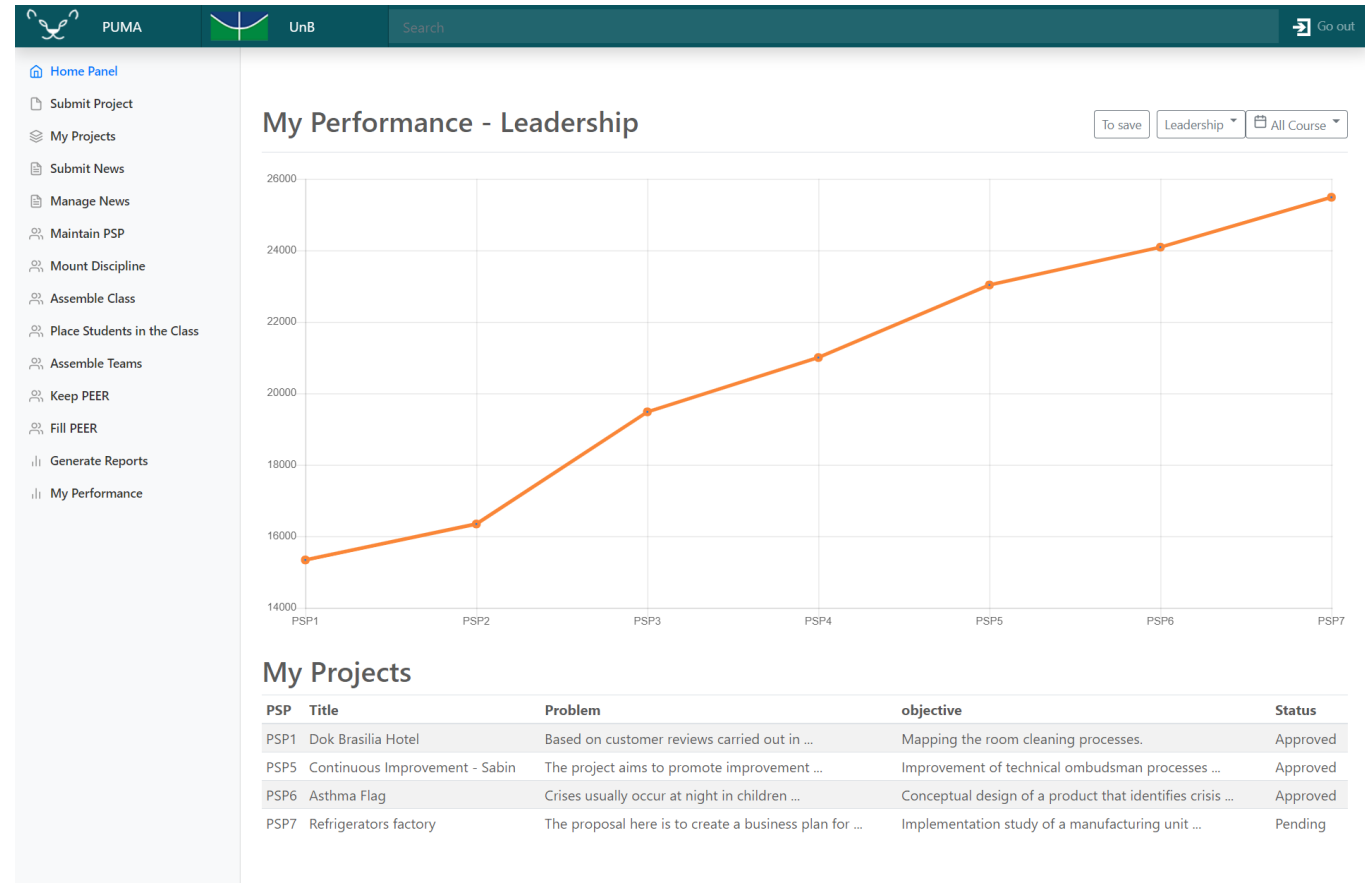 PUMA UnB Search Go out
Home Panel
Submit Project
My Projects
Submit News
Manage News
Maintain PSP
Mount Discipline
Assemble Class
Place Students in the Class
Assemble Teams
Keep PEER
Fill PEER
Generate Reports
My Performance
My Performance - Leadership
To save Leadership All Course
26000
24000
22000
20000
18000
16000
14000
PSP1 PSP2 PSP3 PSP4 PSP5 PSP6 PSP7
My Projects
PSP Title Problem objective Status
PSP1 Dok Brasilia Hotel Based on customer reviews carried out in ... Mapping the room cleaning processes. Approved
PSP5 Continuous Improvement - Sabin The project aims to promote improvement ... Improvement of technical ombudsman processes ... Approved
PSP6 Asthma Flag Crises usually occur at night in children ... Conceptual design of a product that identifies crisis ... Approved
PSP7 Refrigerators factory The proposal here is to create a business plan for ... Implementation study of a manufacturing unit ... Pending